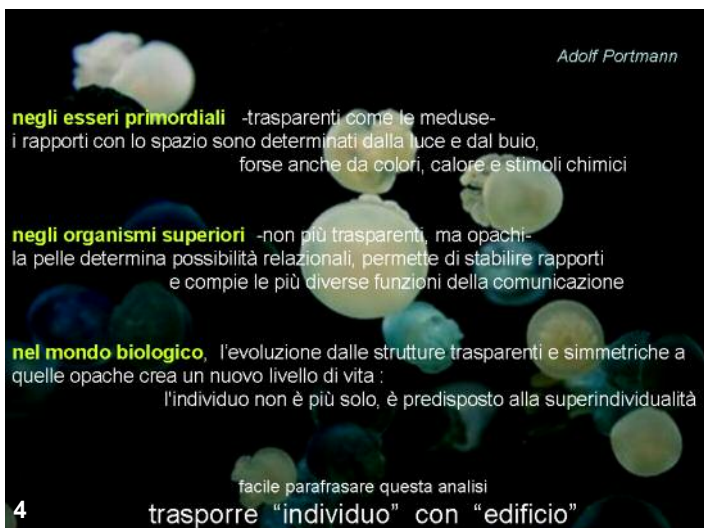 Adolf Portmann
negli esseri primordiali -trasparenti come le meduse-
i rapporti con lo spazio sono determinati dalla luce e dal buio,
forse anche da colori, calore e stimoli chimici
negli organismi superiori -non più trasparenti, ma opachi-
la pelle determina possibilità relazionali, permette di stabilire rapporti
e compie le più diverse funzioni della comunicazione
nel mondo biologico, l'evoluzione dalle strutture trasparenti e simmetriche a
quelle opache crea un nuovo livello di vita :
l'individuo non è più solo, è predisposto alla superindividualità
facile parafrasare questa analisi
4 trasporre "individuo" con "edificio"